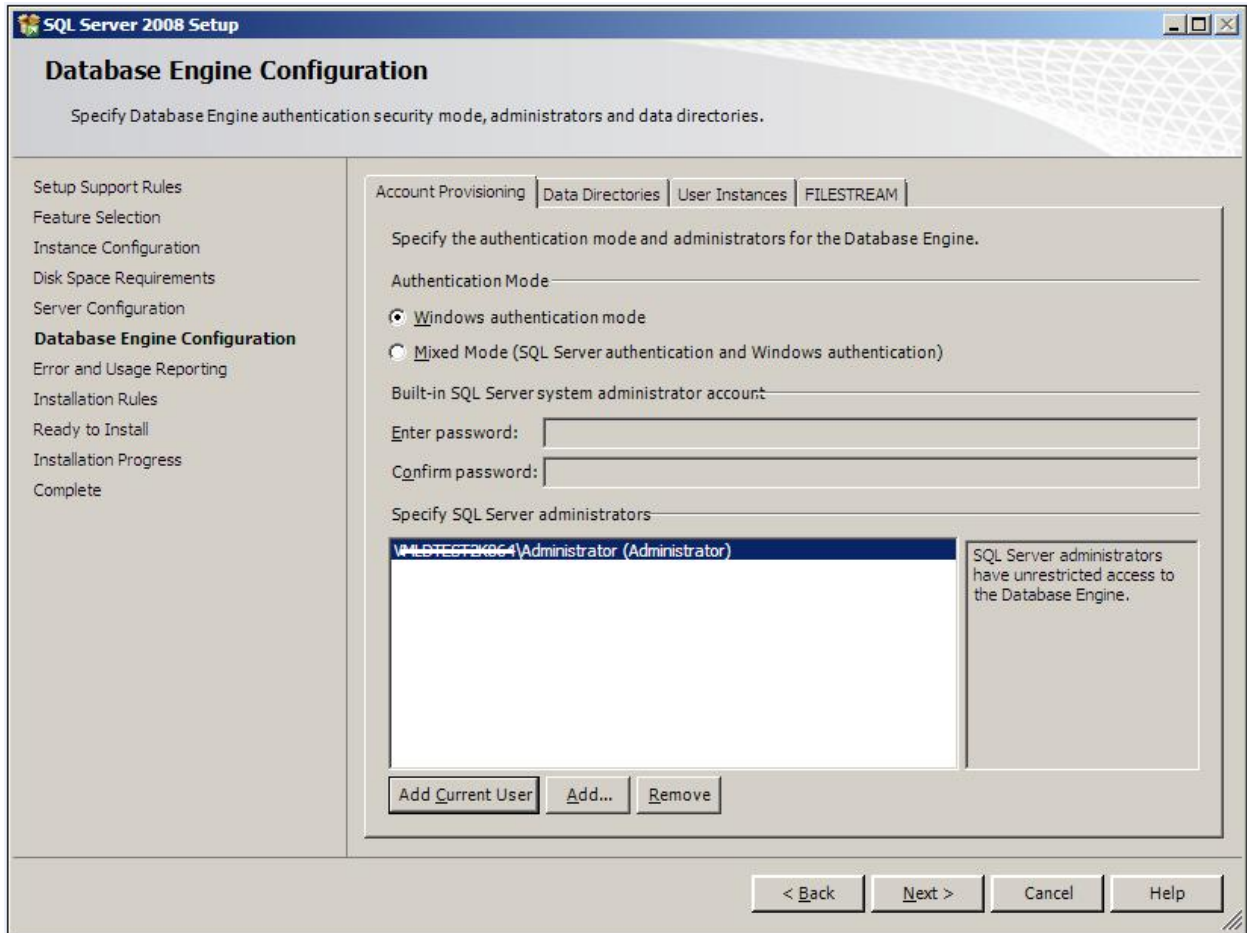 SQL Server 2008 Setup
Database Engine Configuration
Specify Database Engine authentication security mode, administrators and data directories.
Setup Support Rules
Feature Selection
Instance Configuration
Disk Space Requirements
Server Configuration
Database Engine Configuration
Error and Usage Reporting
Installation Rules
Ready to Install
Installation Progress
Complete
Account Provisioning Data Directories User Instances FILESTREAM
Specify the authentication mode and administrators for the Database Engine.
Authentication Mode
Windows authentication mode
Mixed Mode (SQL Server authentication and Windows authentication)
Built-in SQL Server system administrator account
Enter password:
Confirm password:
Specify SQL Server administrators
\Administrator (Administrator)
SQL Server administrators
have unrestricted access to
the Database Engine.
Add Current User Add... Remove
< Back Next > Cancel Help